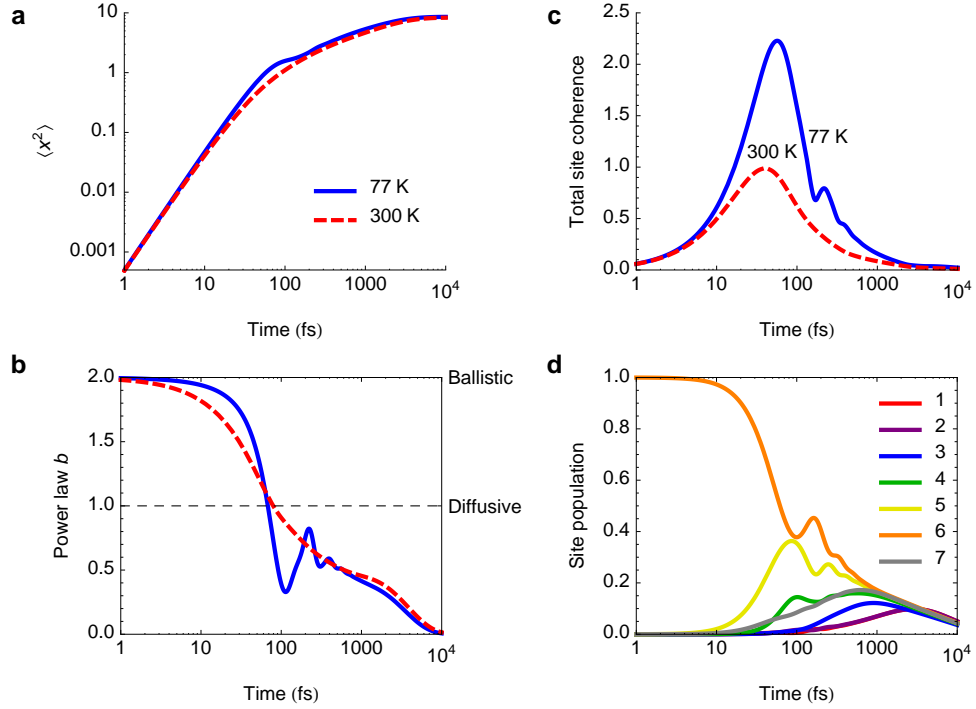 a
⟨x²⟩
10
1
0.1
0.01
0.001
77 K
300 K
1
10
100
1000
10⁴
Time (fs)
c
Total site coherence
2.5
2.0
1.5
1.0
0.5
0.0
300 K
77 K
1
10
100
1000
10⁴
Time (fs)
b
Power law b
2.0
1.5
1.0
0.5
0.0
Ballistic
Diffusive
1
10
100
1000
10⁴
Time (fs)
d
Site population
1.0
0.8
0.6
0.4
0.2
0.0
1
2
3
4
5
6
7
1
10
100
1000
10⁴
Time (fs)